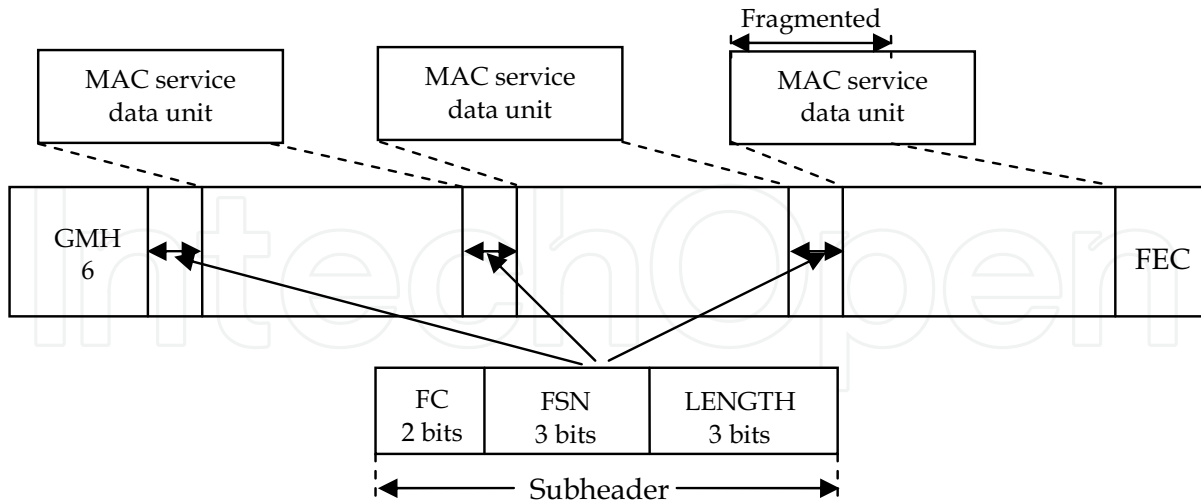 Fragmented
MAC service
data unit
MAC service
data unit
MAC service
data unit
GMH
6
FEC
IntechOpen
FC
2 bits
FSN
3 bits
LENGTH
3 bits
Subheader